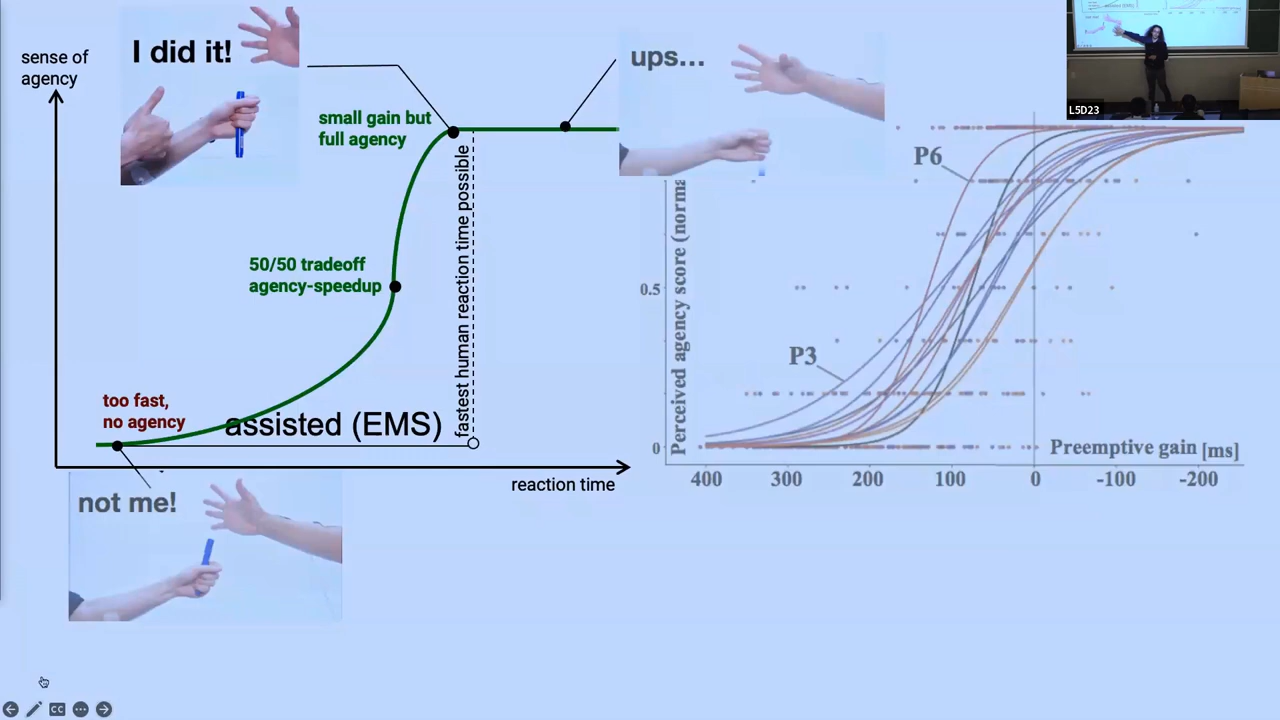 sense of
agency
I did it!
small gain but
full agency
ups...
50/50 tradeoff
agency-speedup
fastest human reaction time possible
too fast,
no agency
assisted (EMS)
reaction time
not me!
L5D23
P6
P3
Perceived agency score (norma
0.5
0
Preemptive gain [ms]
400 300 200 100 0 -100 -200
CC